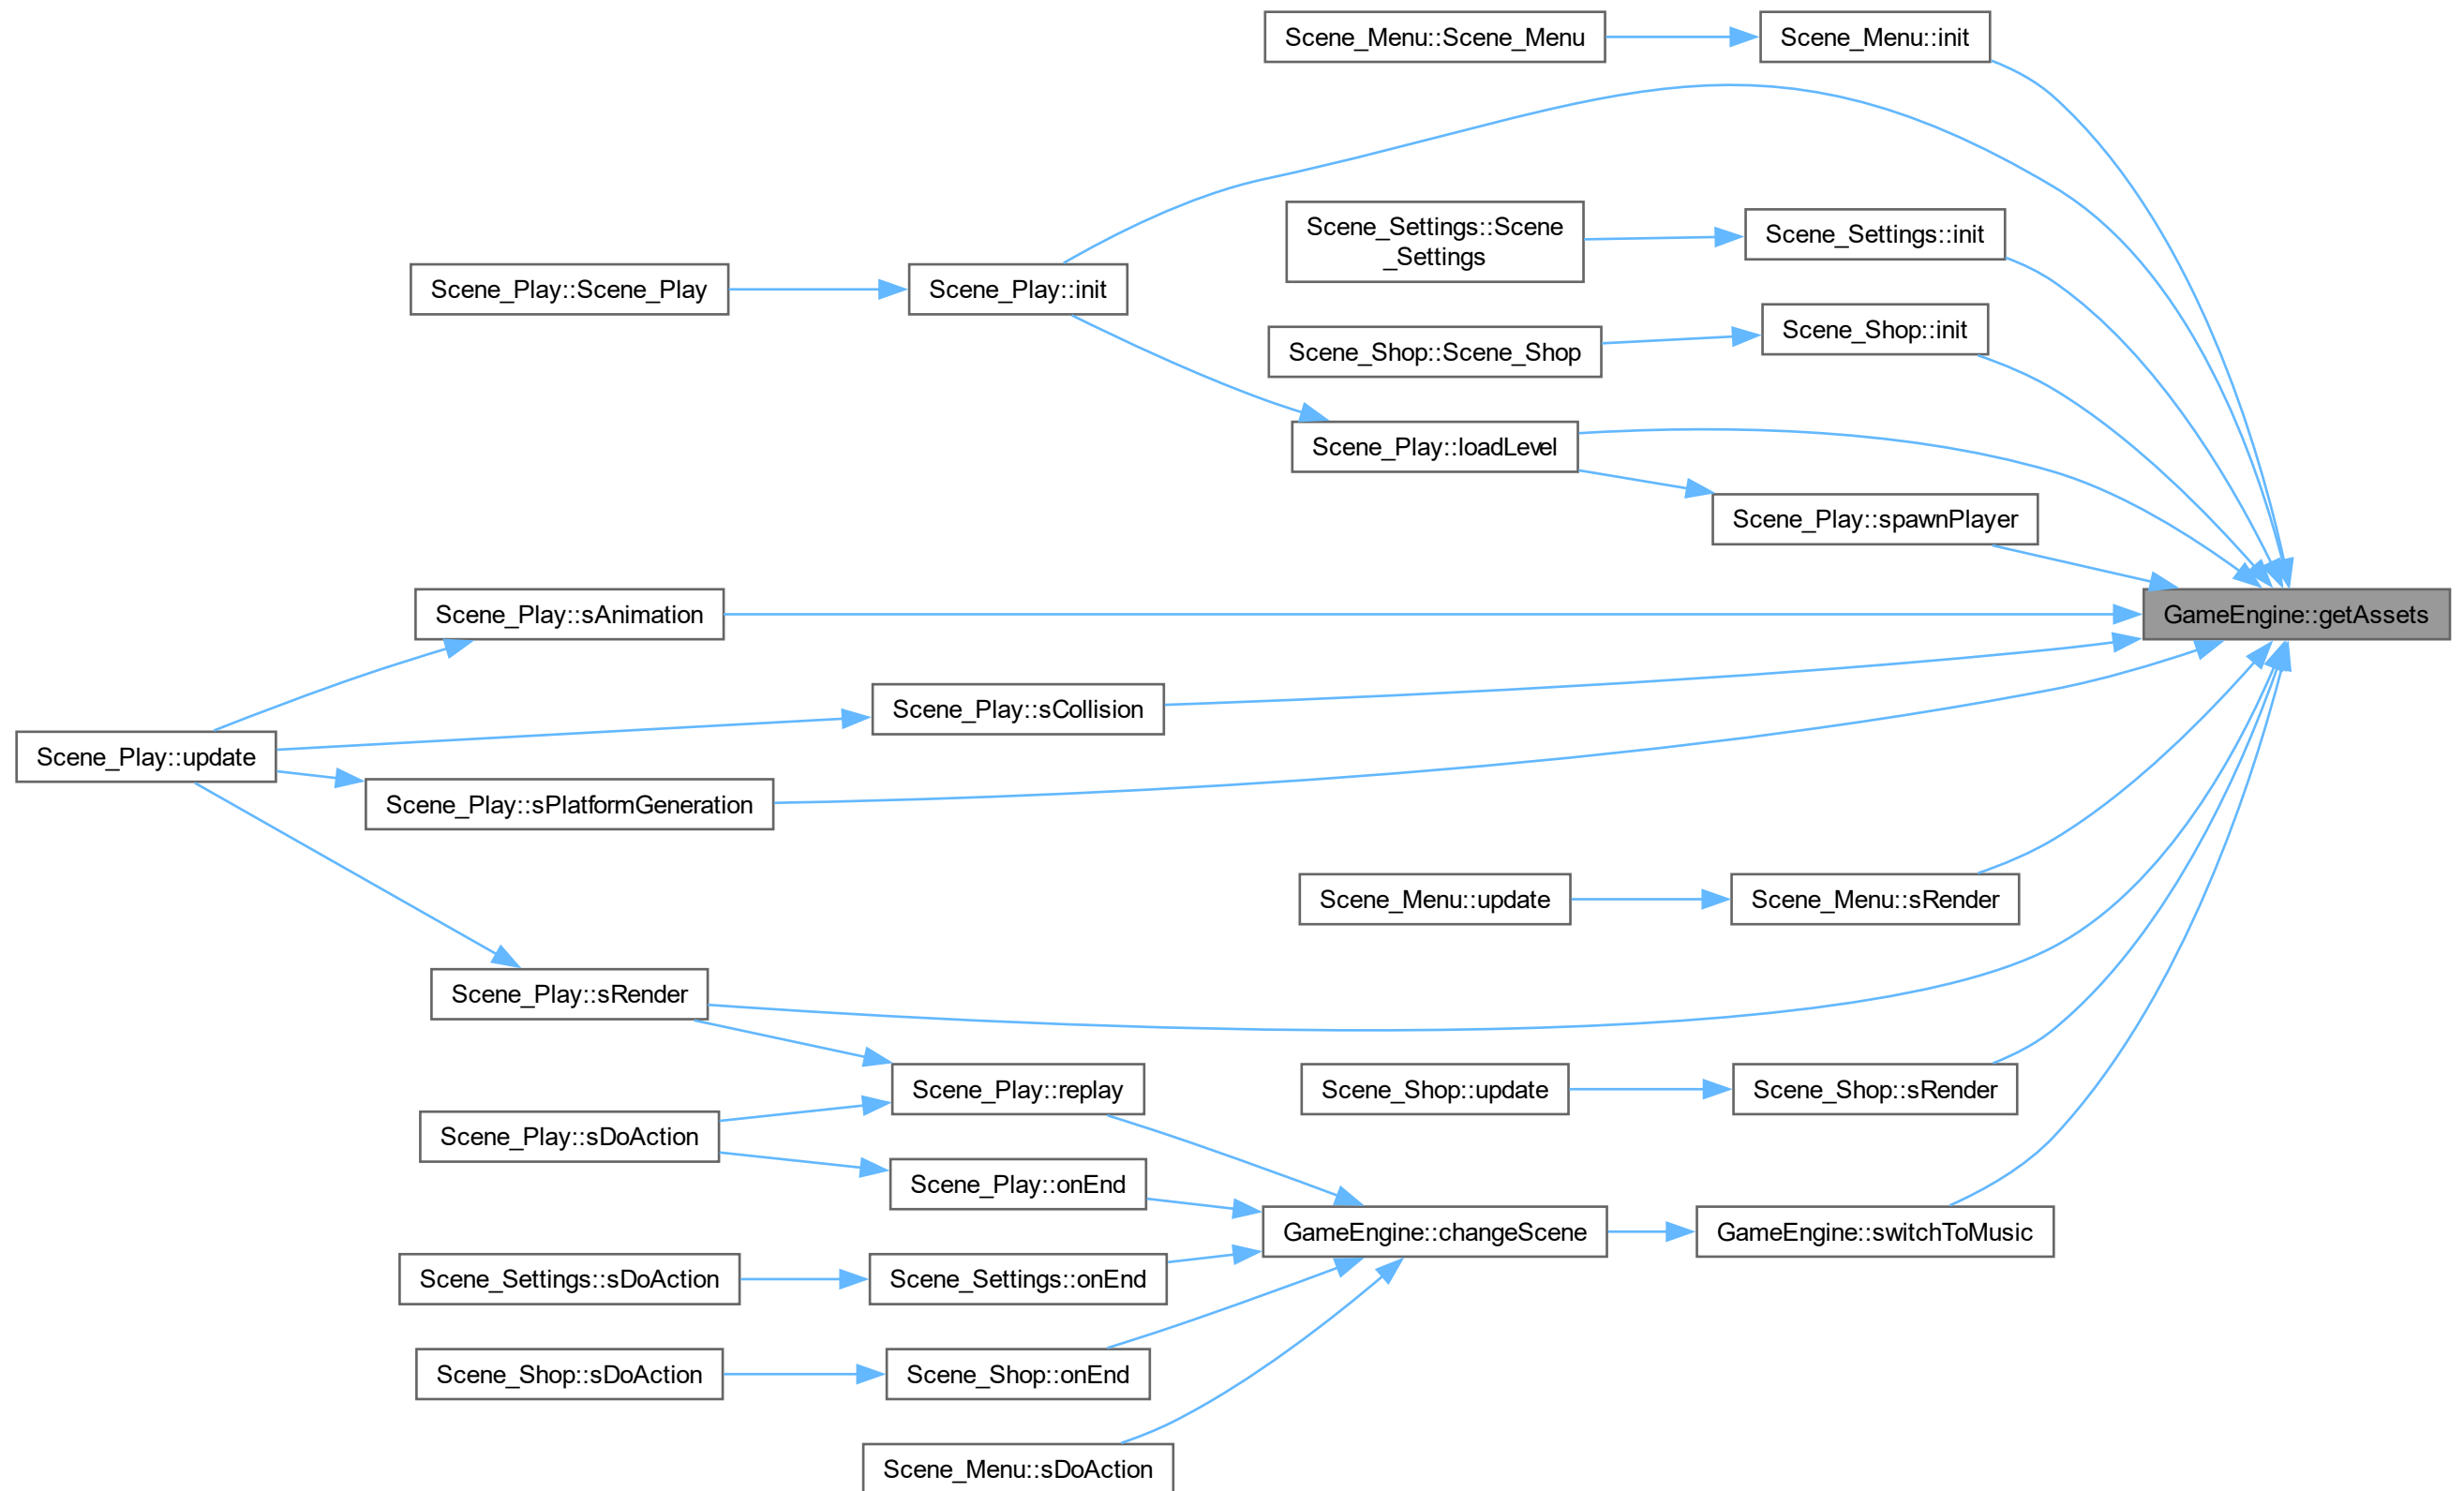 Scene_Menu::Scene_Menu
Scene_Menu::init
Scene_Settings::Scene
_Settings
Scene_Settings::init
Scene_Play::Scene_Play
Scene_Play::init
Scene_Shop::Scene_Shop
Scene_Shop::init
Scene_Play::loadLevel
Scene_Play::spawnPlayer
Scene_Play::sAnimation
GameEngine::getAssets
Scene_Play::sCollision
Scene_Play::update
Scene_Play::sPlatformGeneration
Scene_Menu::update
Scene_Menu::sRender
Scene_Play::sRender
Scene_Play::replay
Scene_Shop::update
Scene_Shop::sRender
Scene_Play::sDoAction
Scene_Play::onEnd
GameEngine::changeScene
GameEngine::switchToMusic
Scene_Settings::sDoAction
Scene_Settings::onEnd
Scene_Shop::sDoAction
Scene_Shop::onEnd
Scene_Menu::sDoAction